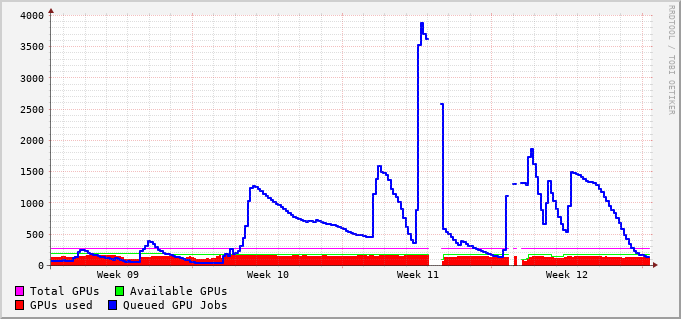 4000
3500
3000
2500
2000
1500
1000
500
0
Week 09 Week 10 Week 11 Week 12
Total GPUs Available GPUs
GPUs used Queued GPU Jobs
RRDTOOL / TOBI OETIKER